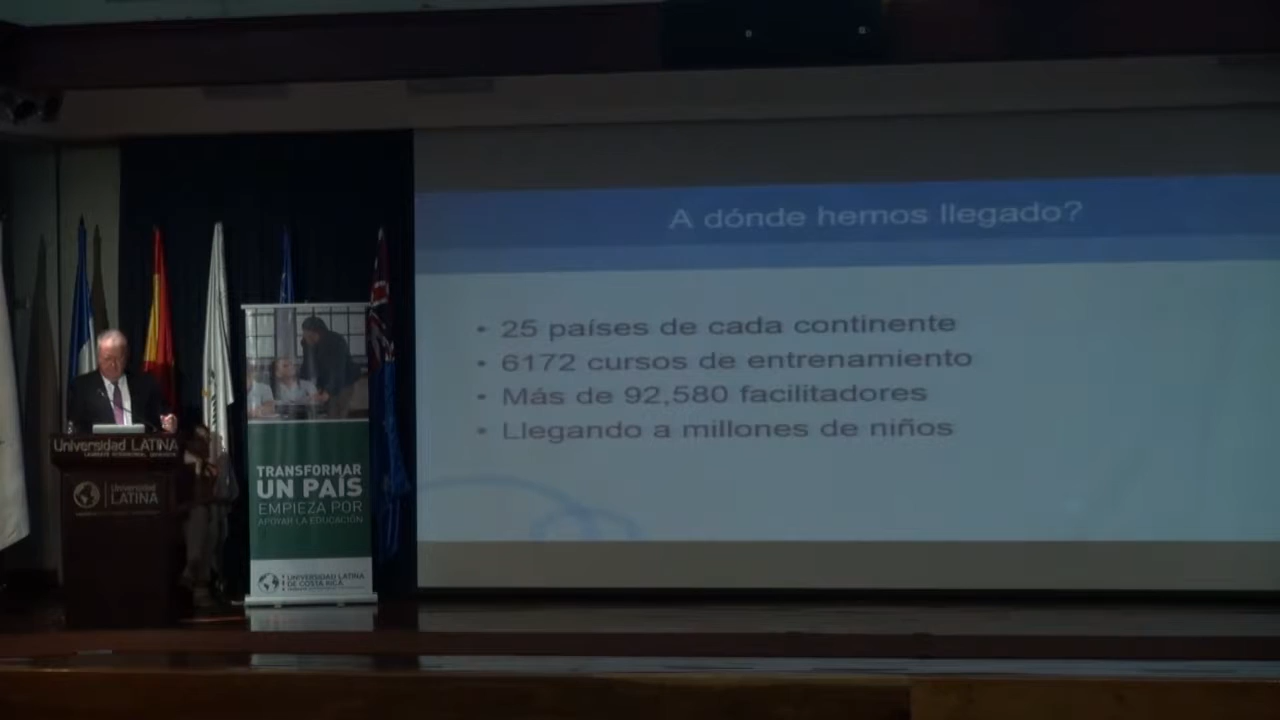 A dónde hemos llegado?
• 25 países de cada continente
• 6172 cursos de entrenamiento
• Más de 92,580 facilitadores
• Llegando a millones de niños
Universidad LATINA
Universidad
LATINA
TRANSFORMAR
UN PAÍS
EMPIEZA POR
APOYAR LA EDUCACIÓN
UNIVERSIDAD LATINA
DE COSTA RICA